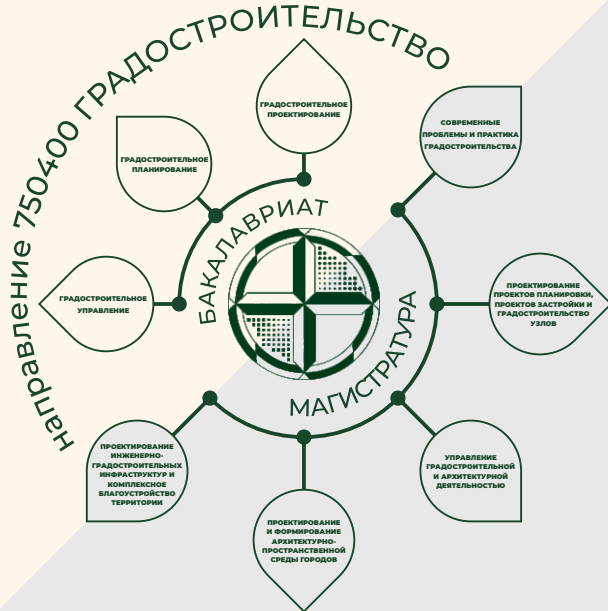 направление 750400 ГРАДОСТРОИТЕЛЬСТВО
БАКАЛАВРИАТ
ГРАДОСТРОИТЕЛЬНОЕ
ПРОЕКТИРОВАНИЕ
ГРАДОСТРОИТЕЛЬНОЕ
ПЛАНИРОВАНИЕ
ГРАДОСТРОИТЕЛЬНОЕ
УПРАВЛЕНИЕ
МАГИСТРАТУРА
СОВРЕМЕННЫЕ
ПРОБЛЕМЫ И ПРАКТИКА
ГРАДОСТРОИТЕЛЬСТВА
ПРОЕКТИРОВАНИЕ
ПРОЕКТОВ ПЛАНИРОВКИ,
ПРОЕКТОВ ЗАСТРОЙКИ И
ГРАДОСТРОИТЕЛЬСТВО
УЗЛОВ
УПРАВЛЕНИЕ
ГРАДОСТРОИТЕЛЬНОЙ
И АРХИТЕКТУРНОЙ
ДЕЯТЕЛЬНОСТЬЮ
ПРОЕКТИРОВАНИЕ
И ФОРМИРОВАНИЕ
АРХИТЕКТУРНО-
ПРОСТРАНСТВЕННОЙ
СРЕДЫ ГОРОДОВ
ПРОЕКТИРОВАНИЕ
ИНЖЕНЕРНО-
ГРАДОСТРОИТЕЛЬНЫХ
ИНФРАСТРУКТУР И
КОМПЛЕКСНОЕ
БЛАГОУСТРОЙСТВО
ТЕРРИТОРИИ